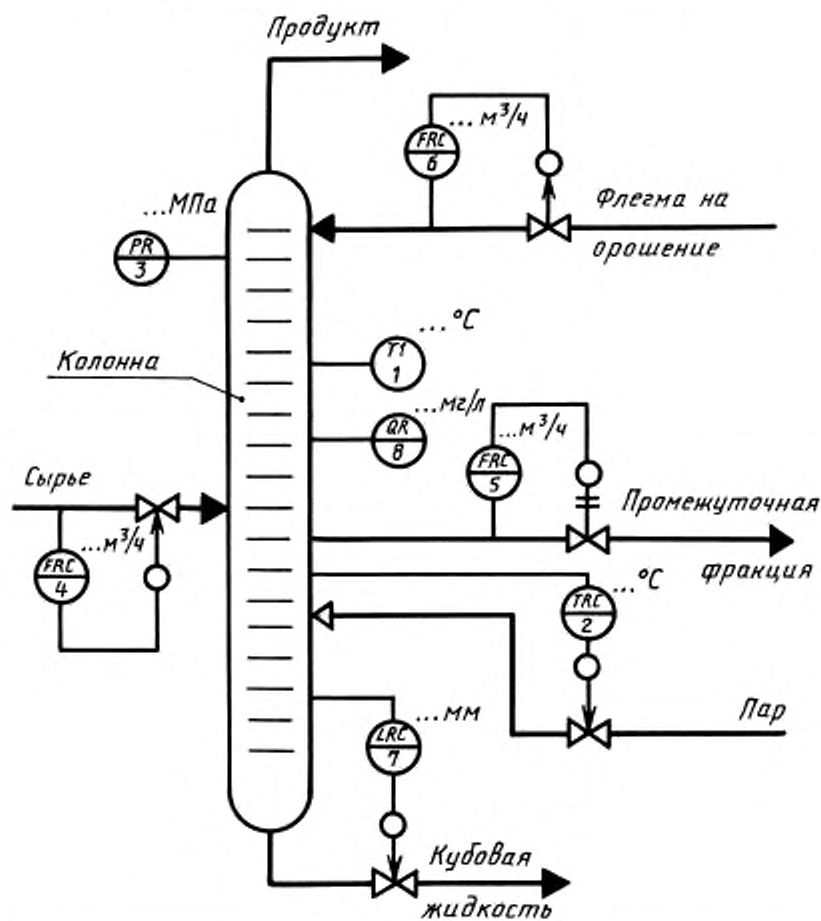 Продукт
...м³/ч
FRC
6
Флегма на
орошение
...МПа
PR
3
...°C
TI
1
Колонна
...мг/л
QR
8
...м³/ч
FRC
5
Сырье
Промежуточная
фракция
...м³/ч
FRC
4
...°C
TRC
2
Пар
...мм
LRC
7
Кубовая
жидкость